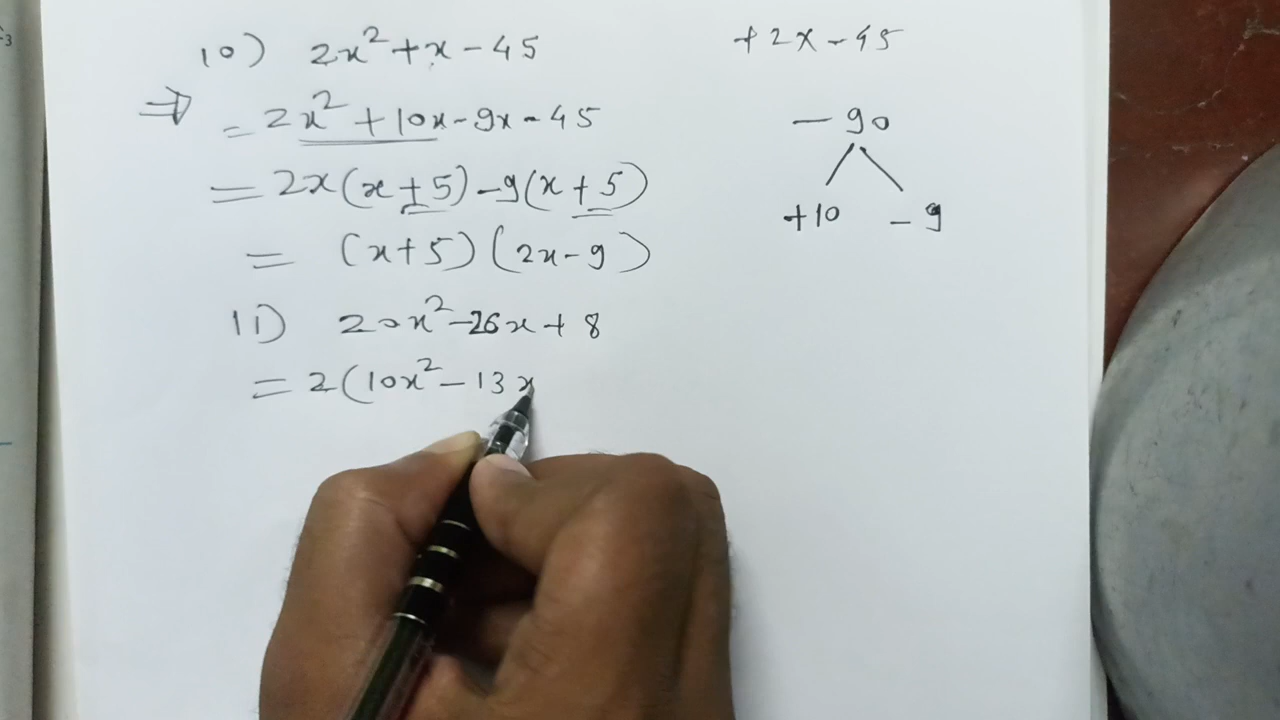 10) 2x² + x - 45
⇒ = 2x² + 10x - 9x - 45
= 2x(x + 5) - 9(x + 5)
= (x + 5)(2x - 9)
11) 20x² - 26x + 8
= 2(10x² - 13x
+ 2x - 45
- 90
+10 - 9